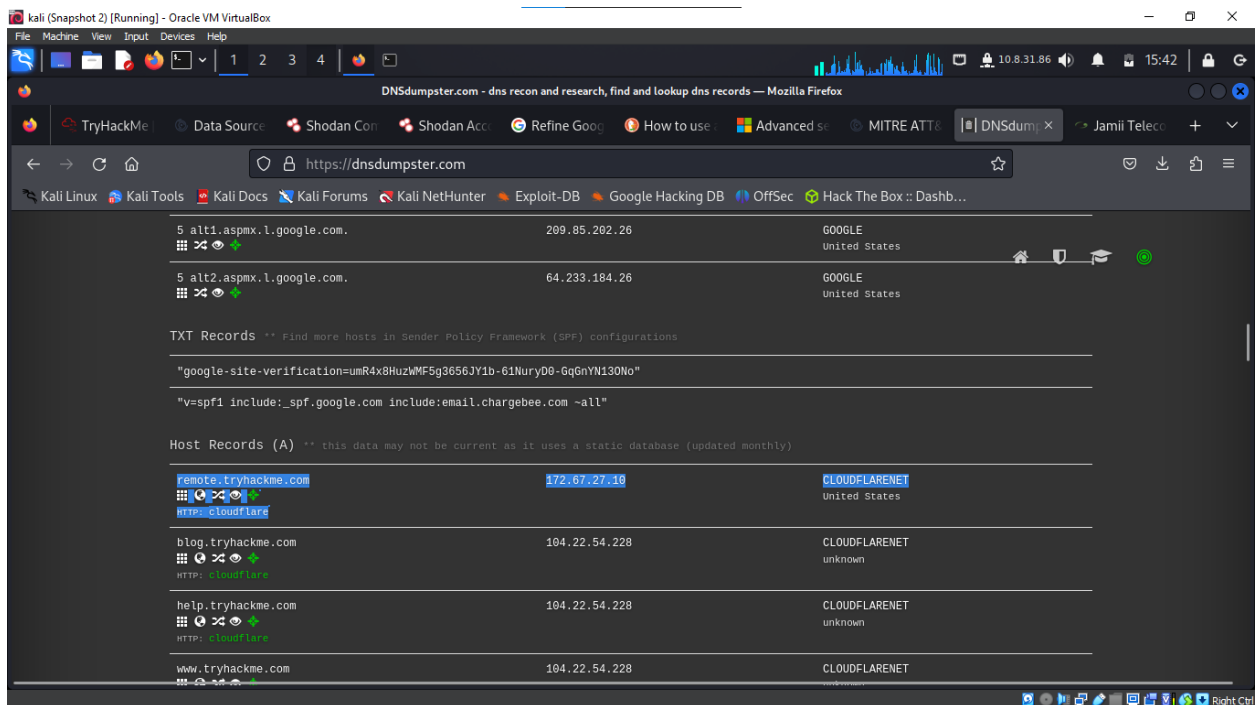 kali (Snapshot 2) [Running] - Oracle VM VirtualBox
File Machine View Input Devices Help
1 2 3 4
10.8.31.86
15:42
DNSdumpster.com - dns recon and research, find and lookup dns records — Mozilla Firefox
TryHackMe
Data Source
Shodan Con
Shodan Acc
Refine Goog
How to use
Advanced se
MITRE ATT&
DNSdump
Jamii Teleco
https://dnsdumpster.com
Kali Linux Kali Tools Kali Docs Kali Forums Kali NetHunter Exploit-DB Google Hacking DB OffSec Hack The Box :: Dashb...
5 alt1.aspmx.l.google.com. 209.85.202.26 GOOGLE
United States
5 alt2.aspmx.l.google.com. 64.233.184.26 GOOGLE
United States
TXT Records ** Find more hosts in Sender Policy Framework (SPF) configurations
"google-site-verification=umR4x8HuzWMF5g3656JY1b-61NuryD0-GqGnYN13ONo"
"v=spf1 include:_spf.google.com include:email.chargebee.com ~all"
Host Records (A) ** this data may not be current as it uses a static database (updated monthly)
remote.tryhackme.com 172.67.27.10 CLOUDFLARENET
United States
HTTP: cloudflare
blog.tryhackme.com 104.22.54.228 CLOUDFLARENET
unknown
HTTP: cloudflare
help.tryhackme.com 104.22.54.228 CLOUDFLARENET
unknown
HTTP: cloudflare
www.tryhackme.com 104.22.54.228 CLOUDFLARENET
Right Ctrl